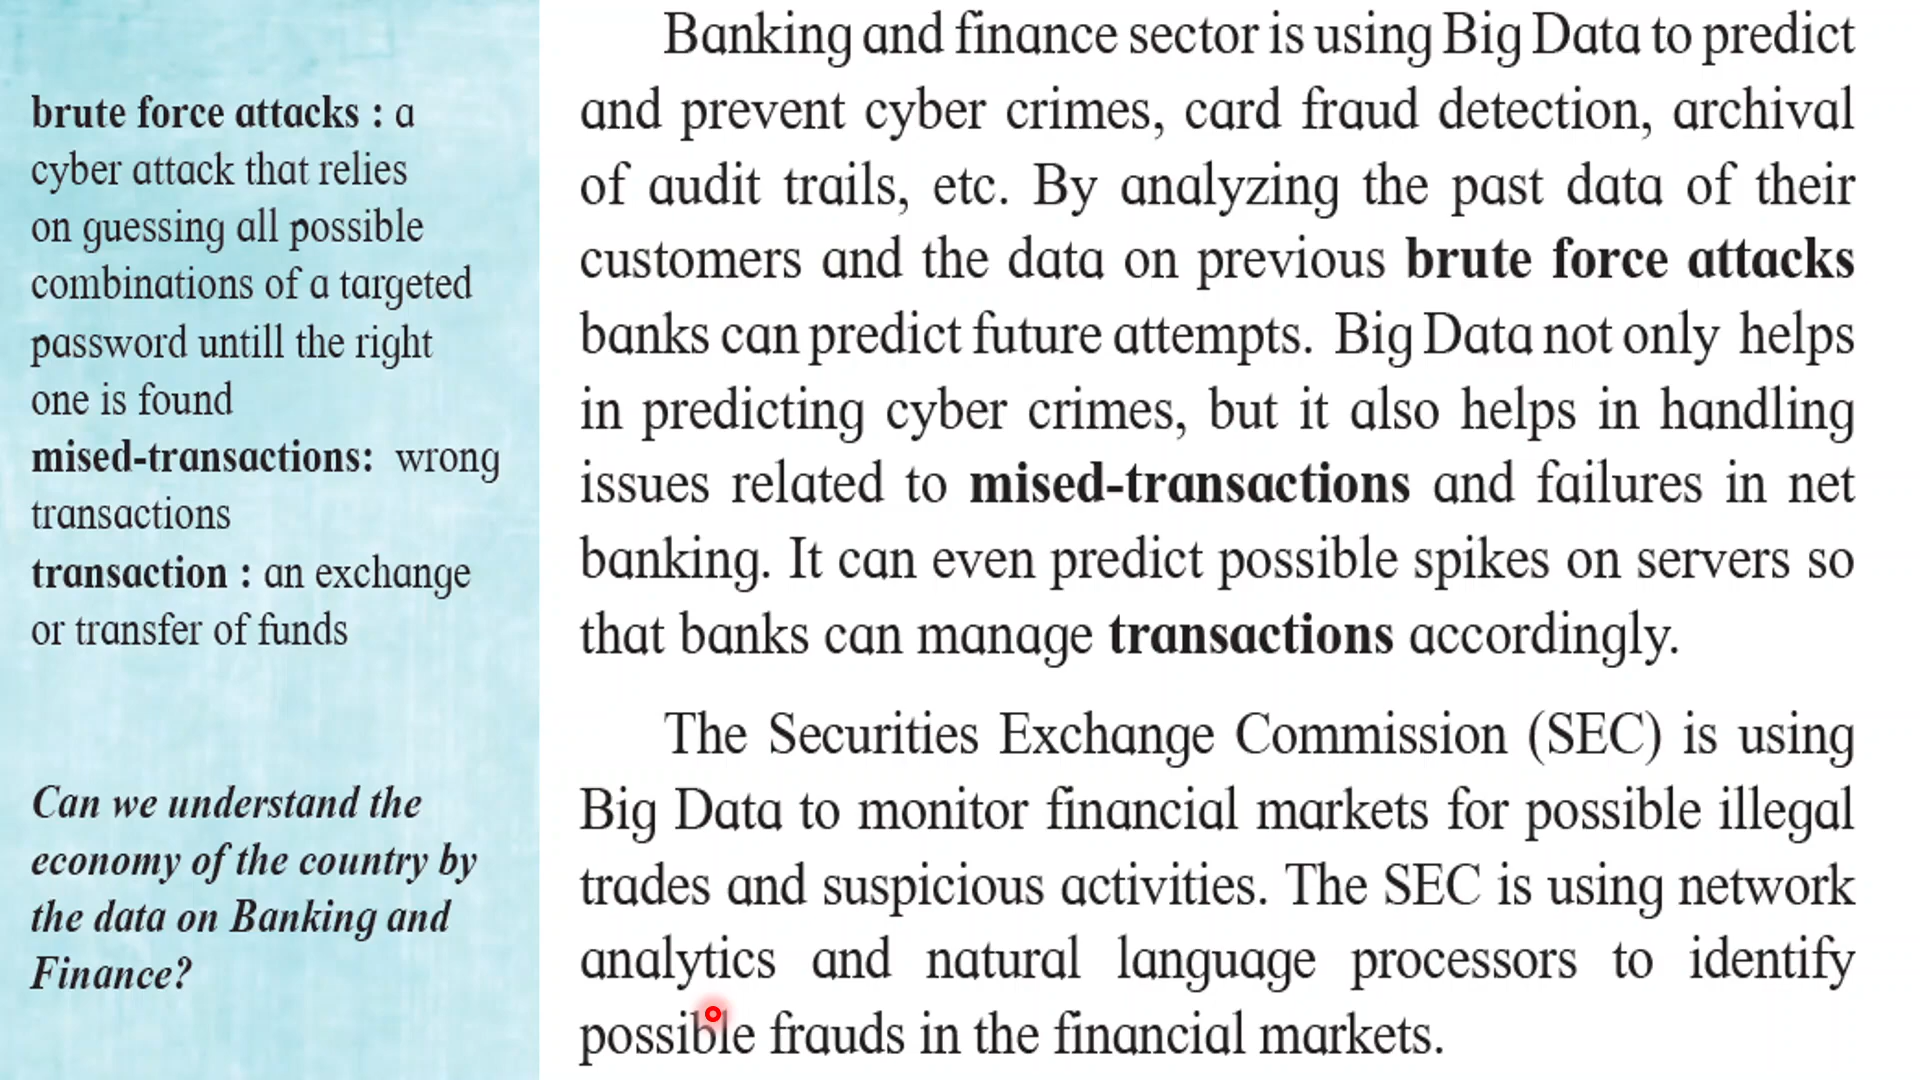 brute force attacks : a
cyber attack that relies
on guessing all possible
combinations of a targeted
password untill the right
one is found
mised-transactions: wrong
transactions
transaction : an exchange
or transfer of funds
Can we understand the
economy of the country by
the data on Banking and
Finance?
Banking and finance sector is using Big Data to predict
and prevent cyber crimes, card fraud detection, archival
of audit trails, etc. By analyzing the past data of their
customers and the data on previous brute force attacks
banks can predict future attempts. Big Data not only helps
in predicting cyber crimes, but it also helps in handling
issues related to mised-transactions and failures in net
banking. It can even predict possible spikes on servers so
that banks can manage transactions accordingly.
The Securities Exchange Commission (SEC) is using
Big Data to monitor financial markets for possible illegal
trades and suspicious activities. The SEC is using network
analytics and natural language processors to identify
possible frauds in the financial markets.